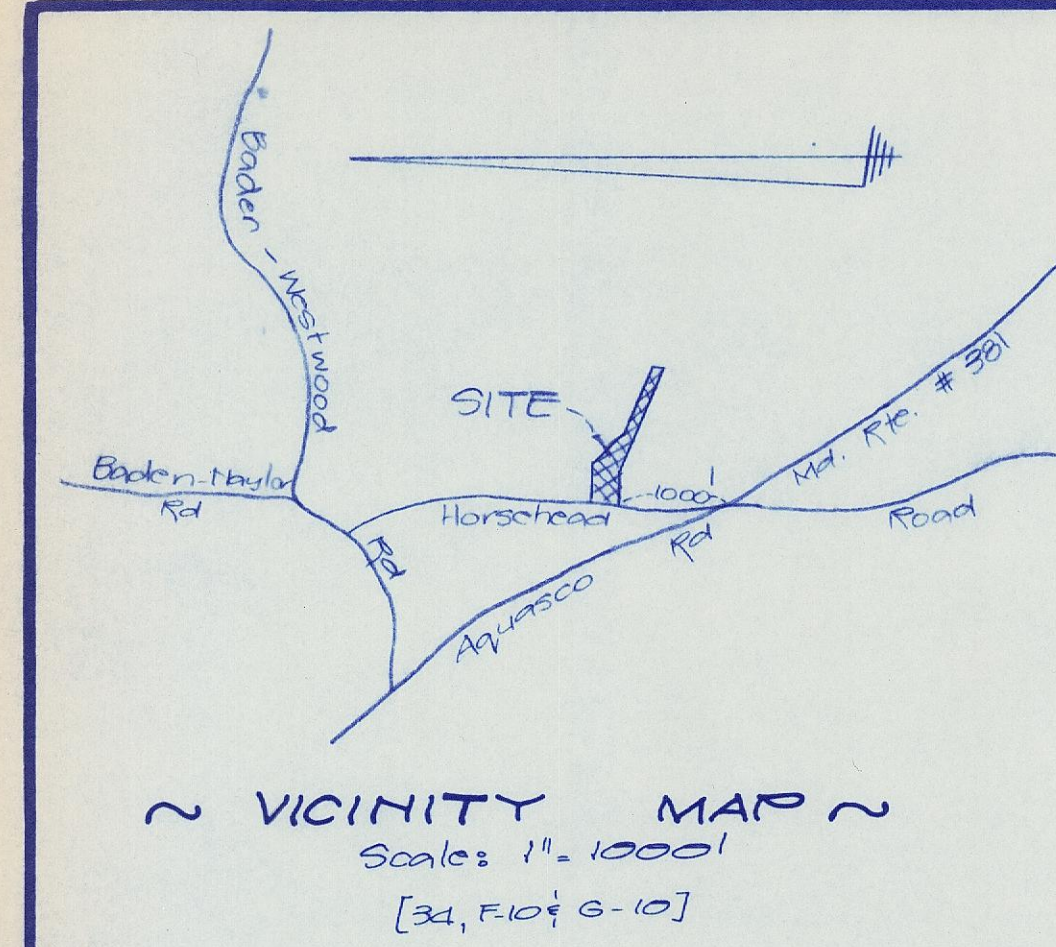 Baden - Westwood
Rd
SITE
Baden-Naylor
Rd
Horsehead
Road
1000'
Md. Rte. # 381
Aquasco
Rd
~ VICINITY MAP ~
Scale: 1"= 1000'
[34, F-10 & G-10]